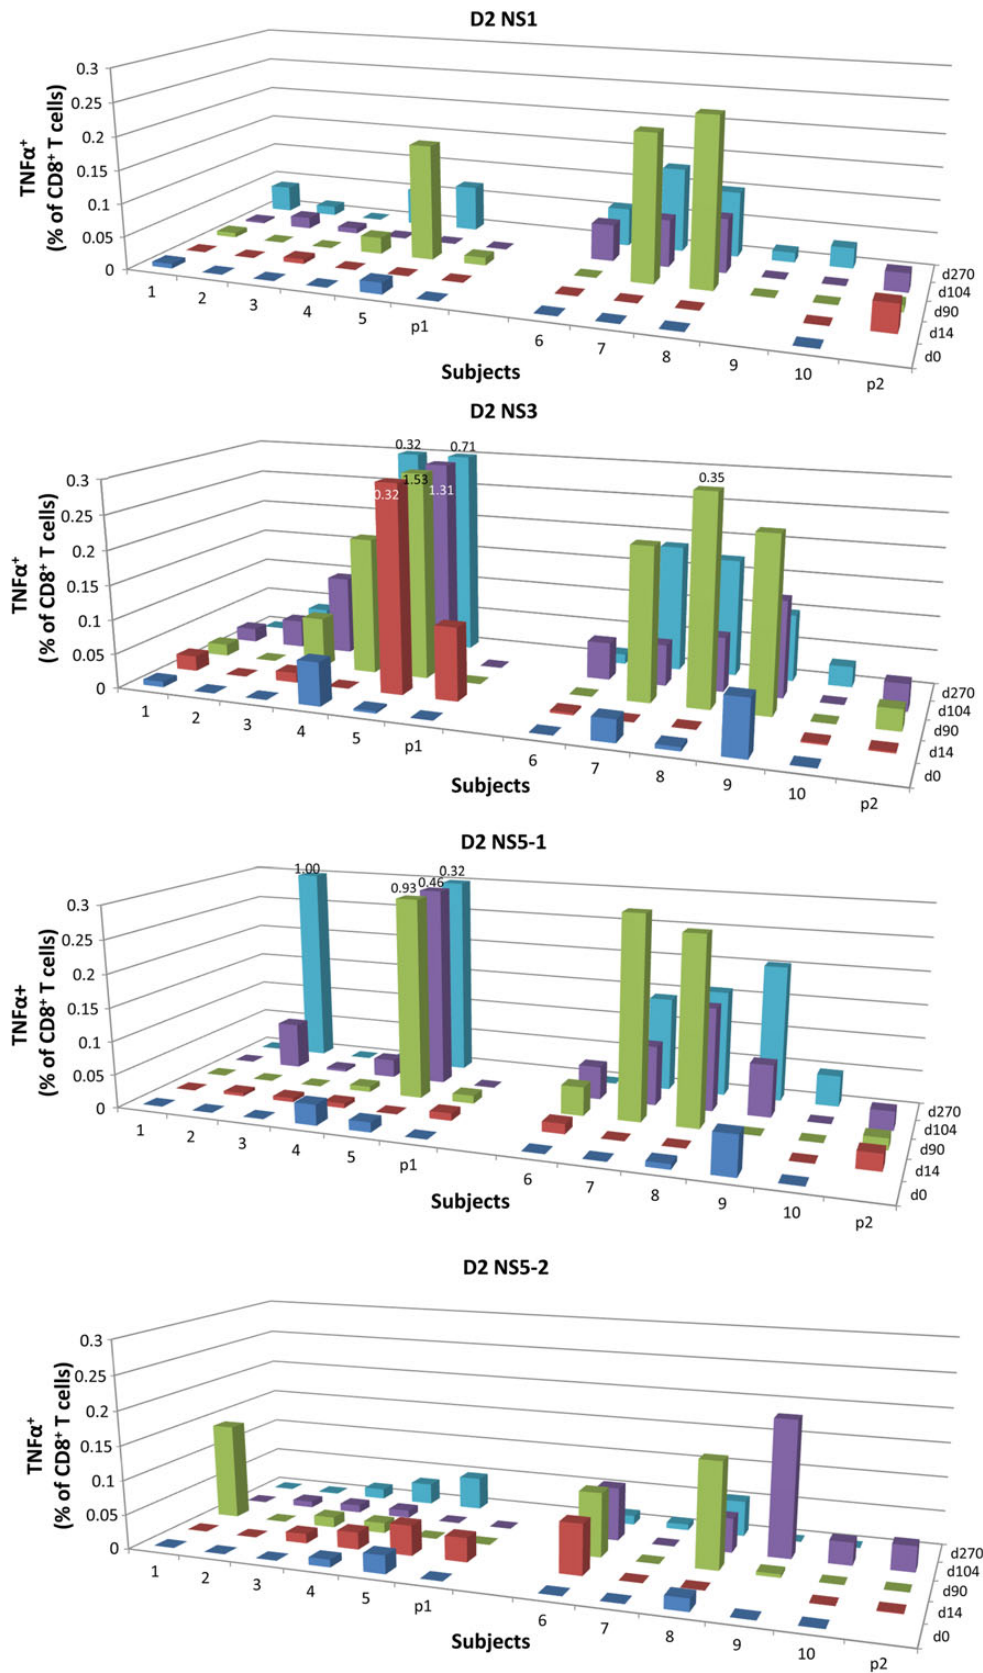 D2 NS1
TNFα⁺
(% of CD8⁺ T cells)
0.3
0.25
0.2
0.15
0.1
0.05
0
1 2 3 4 5 p1 6 7 8 9 10 p2
d270
d104
d90
d14
d0
Subjects
D2 NS3
TNFα⁺
(% of CD8⁺ T cells)
0.3
0.25
0.2
0.15
0.1
0.05
0
0.32 0.71
0.32 1.53 1.31
0.35
1 2 3 4 5 p1 6 7 8 9 10 p2
d270
d104
d90
d14
d0
Subjects
D2 NS5-1
TNFα+
(% of CD8⁺ T cells)
0.3
0.25
0.2
0.15
0.1
0.05
0
1.00
0.93 0.46 0.32
1 2 3 4 5 p1 6 7 8 9 10 p2
d270
d104
d90
d14
d0
Subjects
D2 NS5-2
TNFα⁺
(% of CD8⁺ T cells)
0.3
0.25
0.2
0.15
0.1
0.05
0
1 2 3 4 5 p1 6 7 8 9 10 p2
d270
d104
d90
d14
d0
Subjects